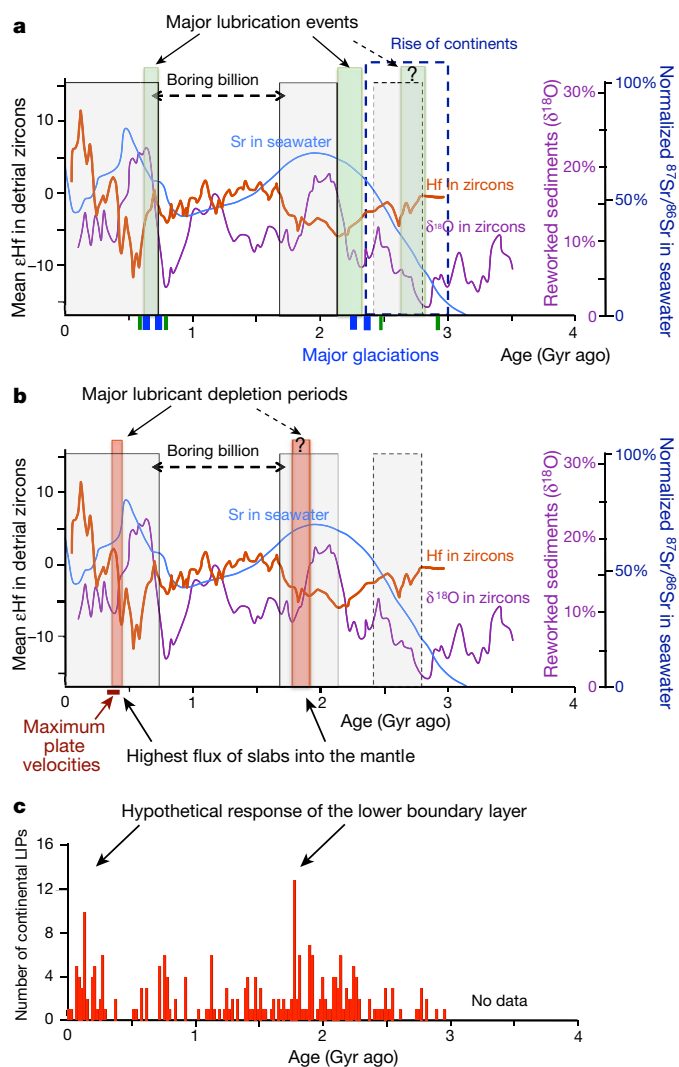 a
Major lubrication events
Rise of continents
Boring billion
?
Sr in seawater
Hf in zircons
δ18O in zircons
Mean εHf in detrial zircons
10
0
−10
Reworked sediments (δ18O)
30%
20%
10%
0
Normalized 87Sr/86Sr in seawater
100%
50%
0
0 1 2 3 4
Major glaciations
Age (Gyr ago)
b
Major lubricant depletion periods
Boring billion
?
Sr in seawater
Hf in zircons
δ18O in zircons
Mean εHf in detrial zircons
10
0
−10
Reworked sediments (δ18O)
30%
20%
10%
0
Normalized 87Sr/86Sr in seawater
100%
50%
0
0 1 2 3 4
Age (Gyr ago)
Maximum
plate
velocities
Highest flux of slabs into the mantle
c
Hypothetical response of the lower boundary layer
Number of continental LIPs
16
12
8
4
0
No data
0 1 2 3 4
Age (Gyr ago)